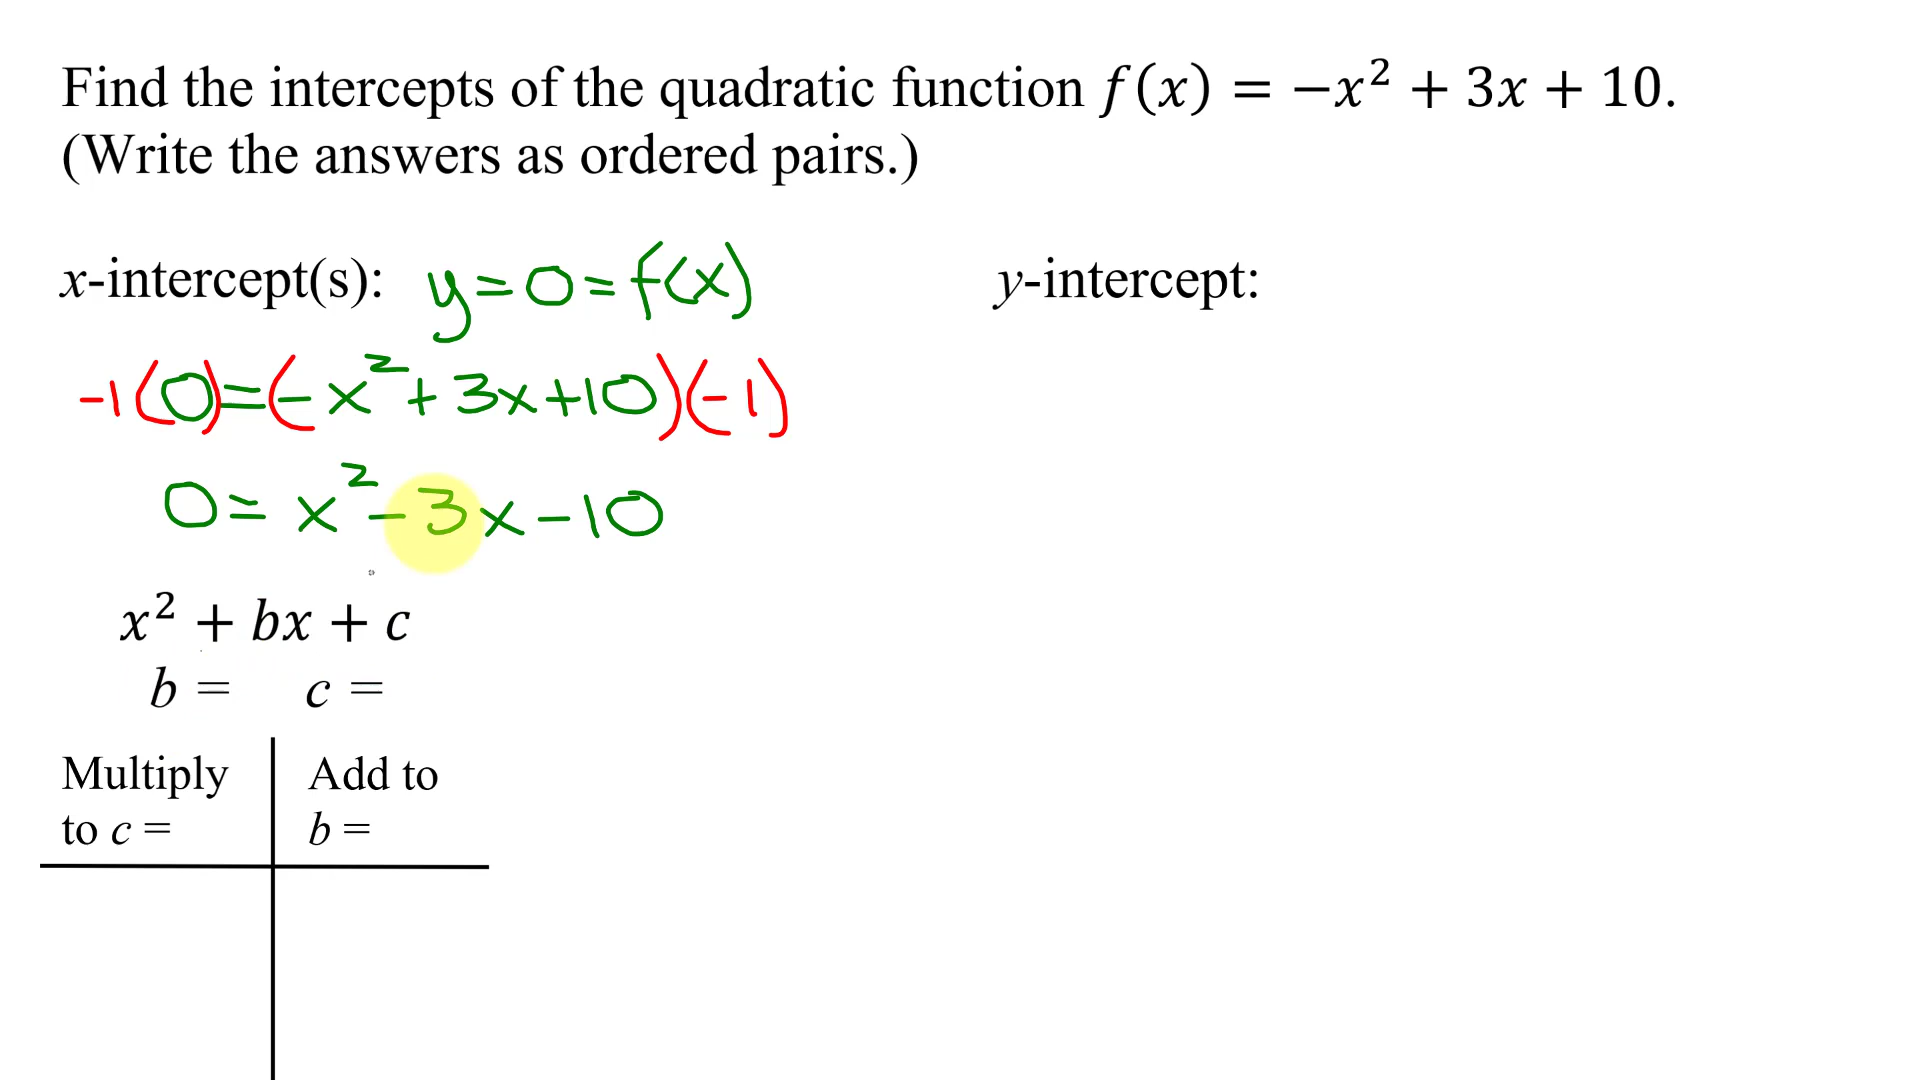 Find the intercepts of the quadratic function f(x) = −x² + 3x + 10.
(Write the answers as ordered pairs.)
x-intercept(s): y=0=f(x)
y-intercept:
-1(0)=(-x²+3x+10)(-1)
0=x²-3x-10
x² + bx + c
b = c =
Multiply
to c =
Add to
b =